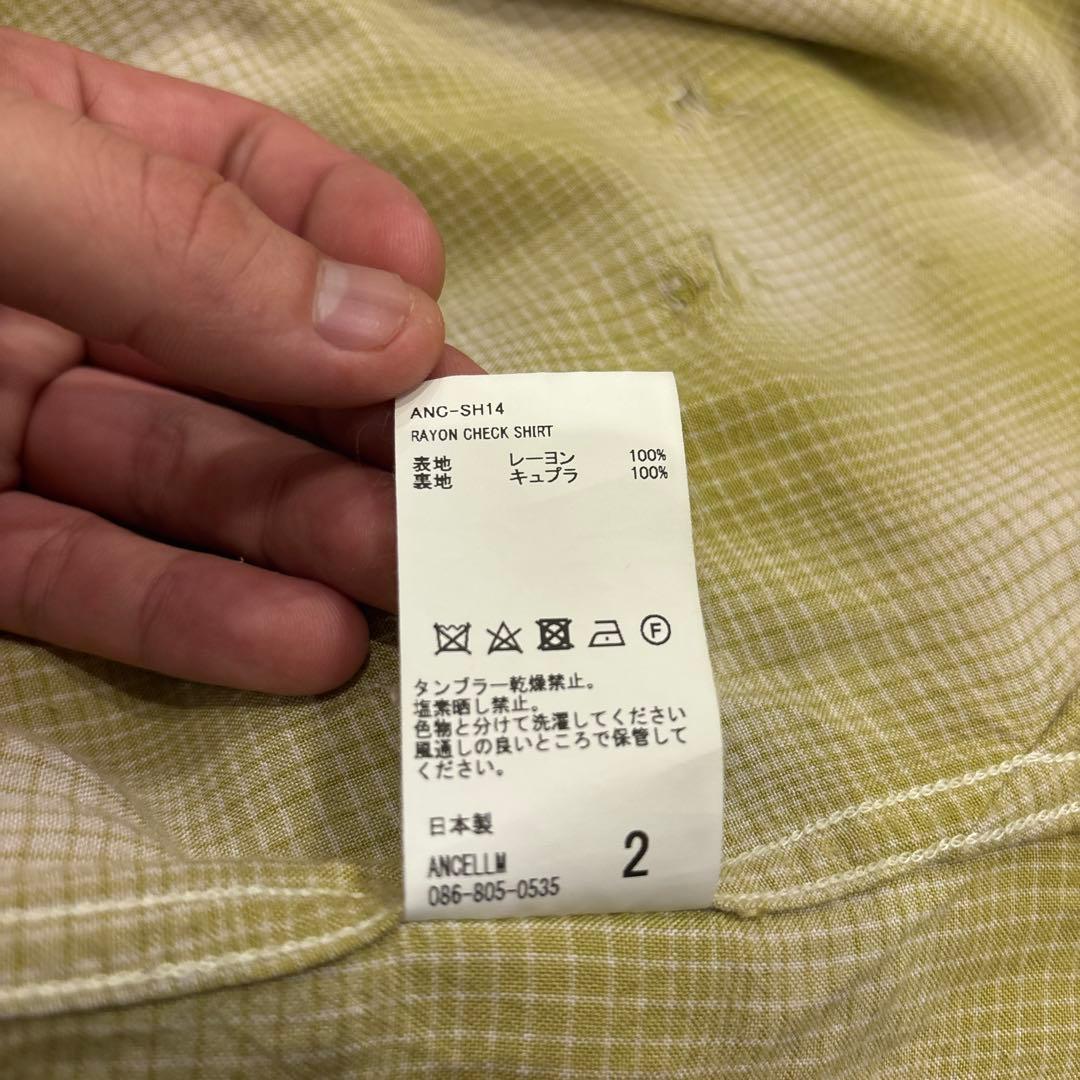 ANC-SH14
RAYON CHECK SHIRT
表地 レーヨン 100%
裏地 キュプラ 100%
F
タンブラー乾燥禁止。
塩素晒し禁止。
色物と分けて洗濯してください
風通しの良いところで保管して
ください。
日本製
ANCELLM 2
086-805-0535